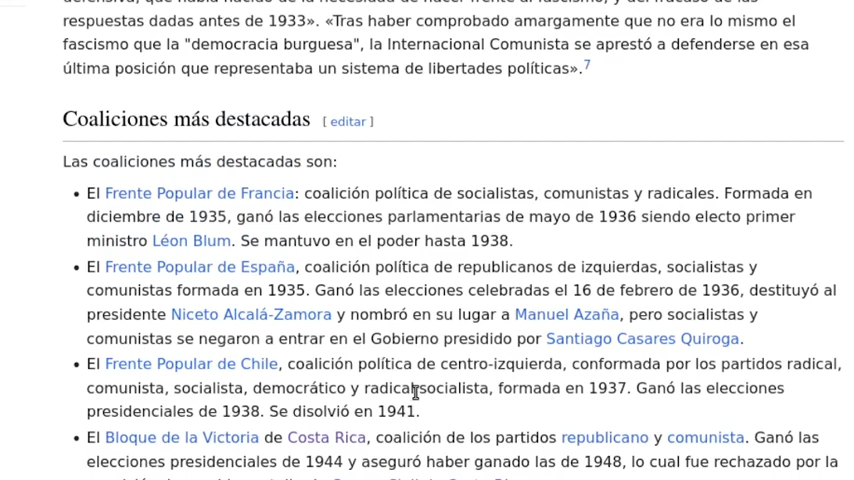 respuestas dadas antes de 1933». «Tras haber comprobado amargamente que no era lo mismo el
fascismo que la "democracia burguesa", la Internacional Comunista se aprestó a defenderse en esa
última posición que representaba un sistema de libertades políticas».7
Coaliciones más destacadas [ editar ]
Las coaliciones más destacadas son:
• El Frente Popular de Francia: coalición política de socialistas, comunistas y radicales. Formada en
diciembre de 1935, ganó las elecciones parlamentarias de mayo de 1936 siendo electo primer
ministro Léon Blum. Se mantuvo en el poder hasta 1938.
• El Frente Popular de España, coalición política de republicanos de izquierdas, socialistas y
comunistas formada en 1935. Ganó las elecciones celebradas el 16 de febrero de 1936, destituyó al
presidente Niceto Alcalá-Zamora y nombró en su lugar a Manuel Azaña, pero socialistas y
comunistas se negaron a entrar en el Gobierno presidido por Santiago Casares Quiroga.
• El Frente Popular de Chile, coalición política de centro-izquierda, conformada por los partidos radical,
comunista, socialista, democrático y radical socialista, formada en 1937. Ganó las elecciones
presidenciales de 1938. Se disolvió en 1941.
• El Bloque de la Victoria de Costa Rica, coalición de los partidos republicano y comunista. Ganó las
elecciones presidenciales de 1944 y aseguró haber ganado las de 1948, lo cual fue rechazado por la